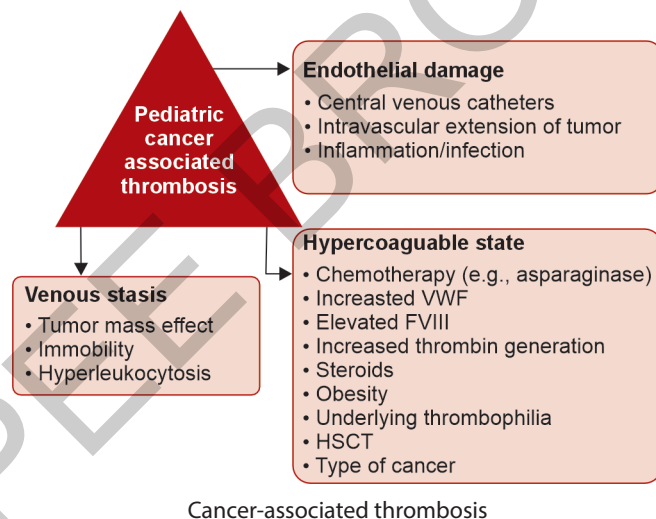 Pediatric
cancer
associated
thrombosis
Endothelial damage
• Central venous catheters
• Intravascular extension of tumor
• Inflammation/infection
Hypercoaguable state
• Chemotherapy (e.g., asparaginase)
• Increasted VWF
• Elevated FVIII
• Increased thrombin generation
• Steroids
• Obesity
• Underlying thrombophilia
• HSCT
• Type of cancer
Venous stasis
• Tumor mass effect
• Immobility
• Hyperleukocytosis
Cancer-associated thrombosis
PEE BRO